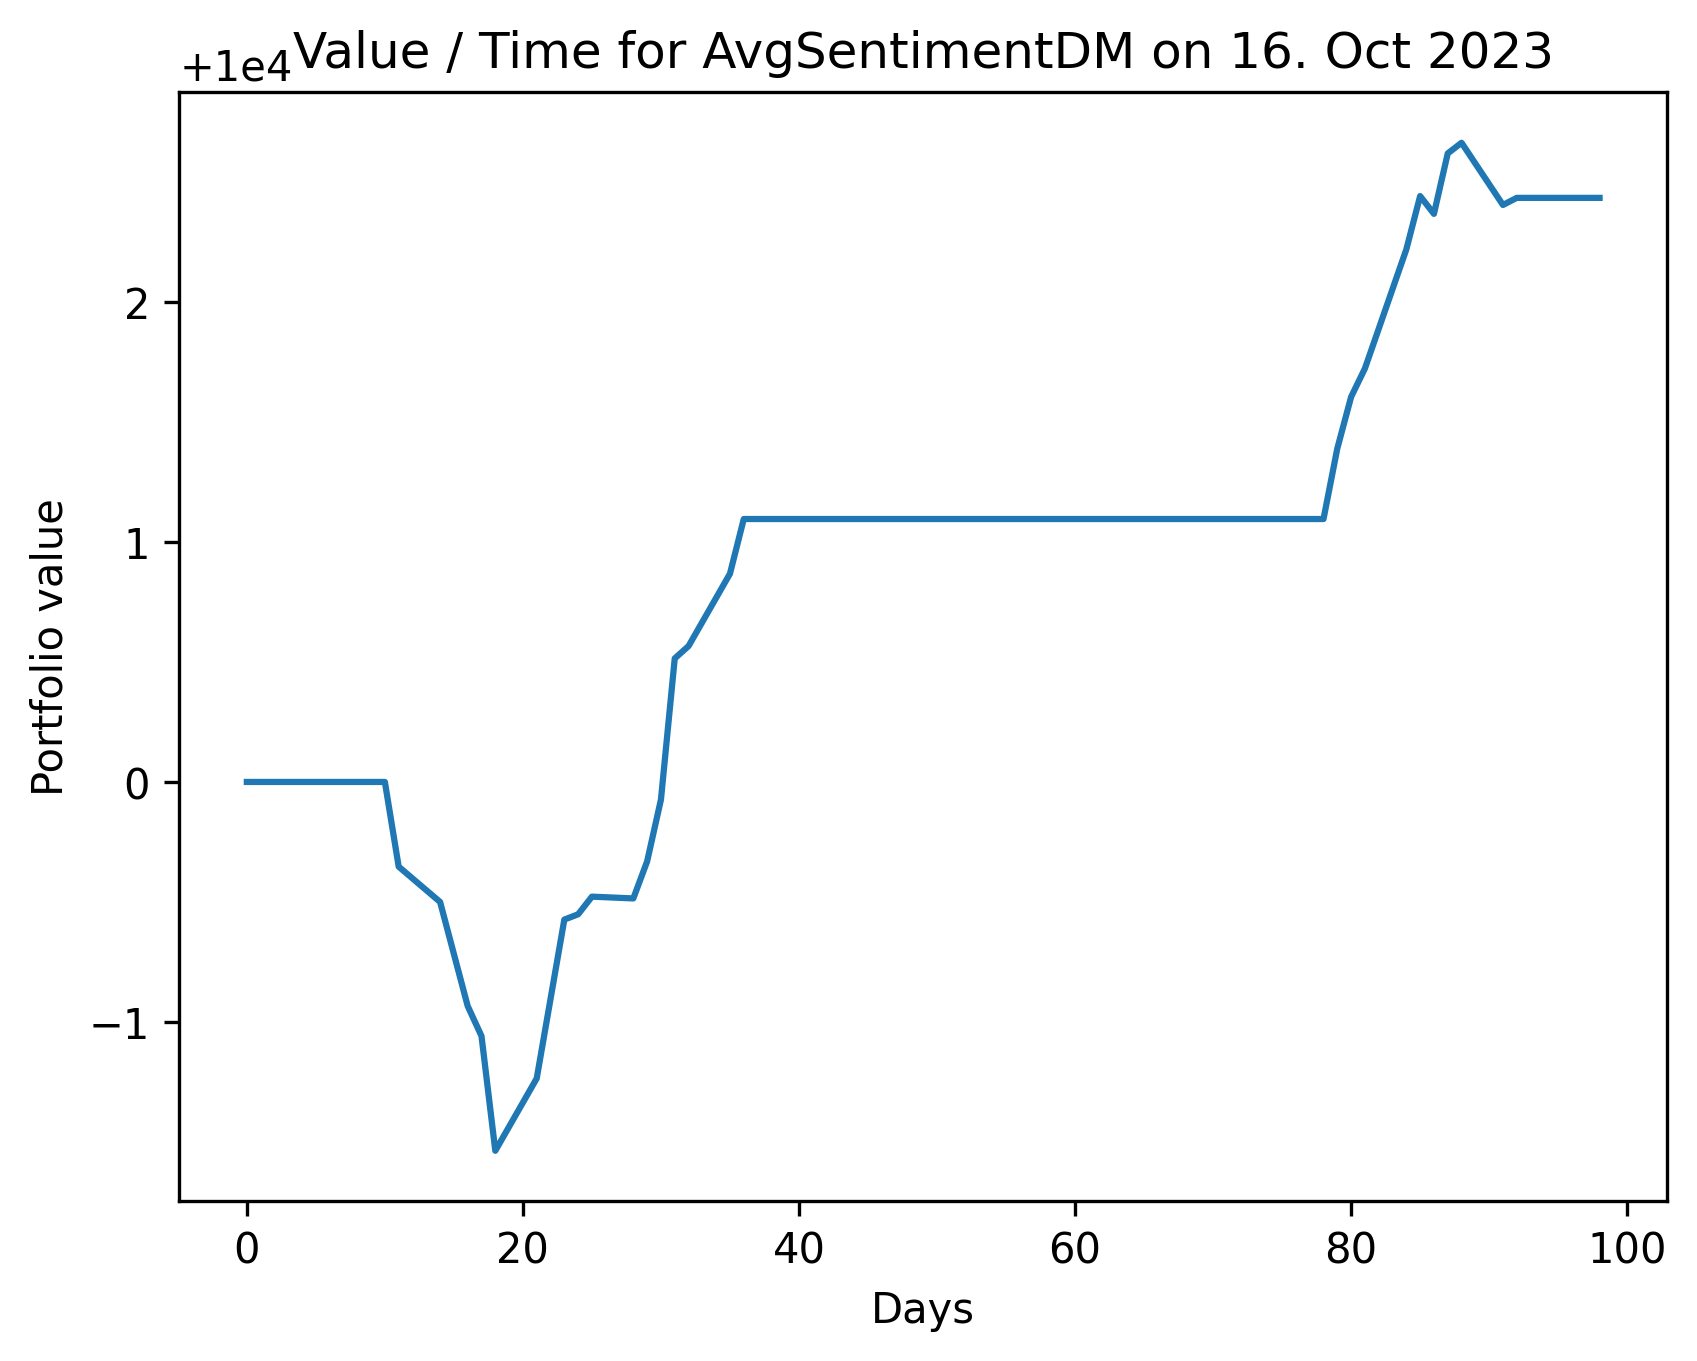 Value / Time for AvgSentimentDM on 16. Oct 2023
+1e4
2
1
0
−1
Portfolio value
0 20 40 60 80 100
Days